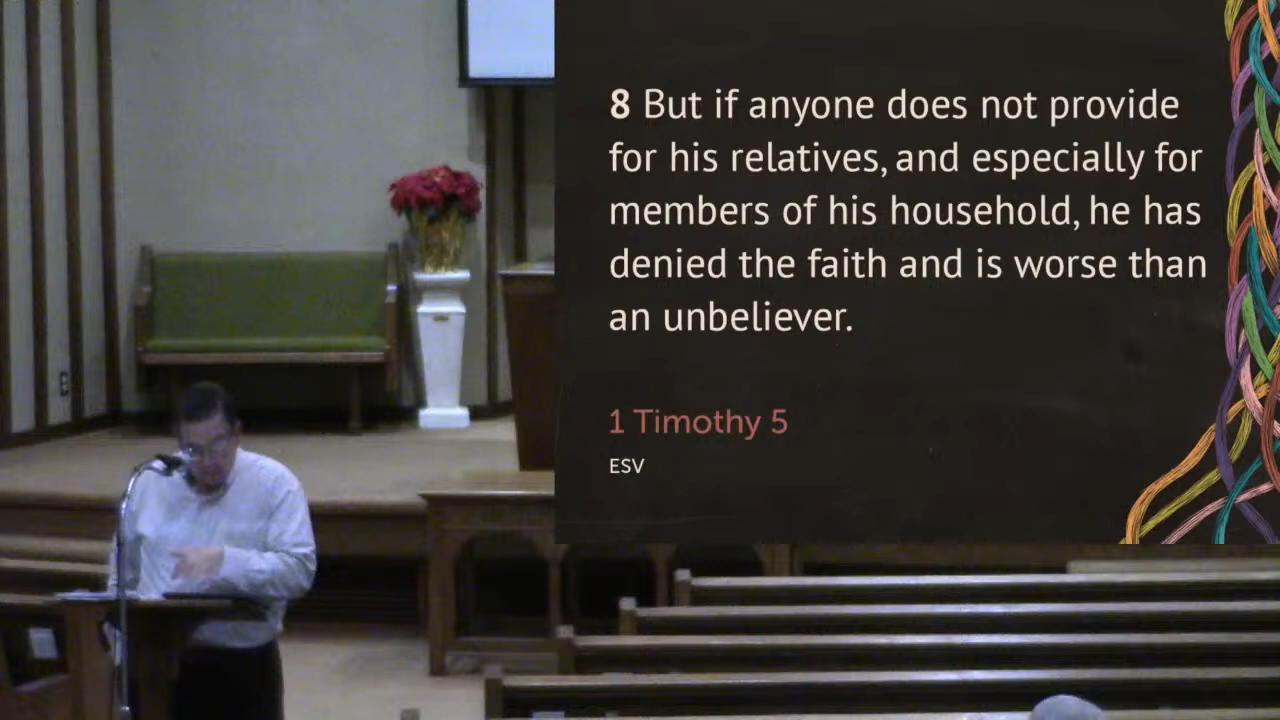 8 But if anyone does not provide
for his relatives, and especially for
members of his household, he has
denied the faith and is worse than
an unbeliever.
1 Timothy 5
ESV